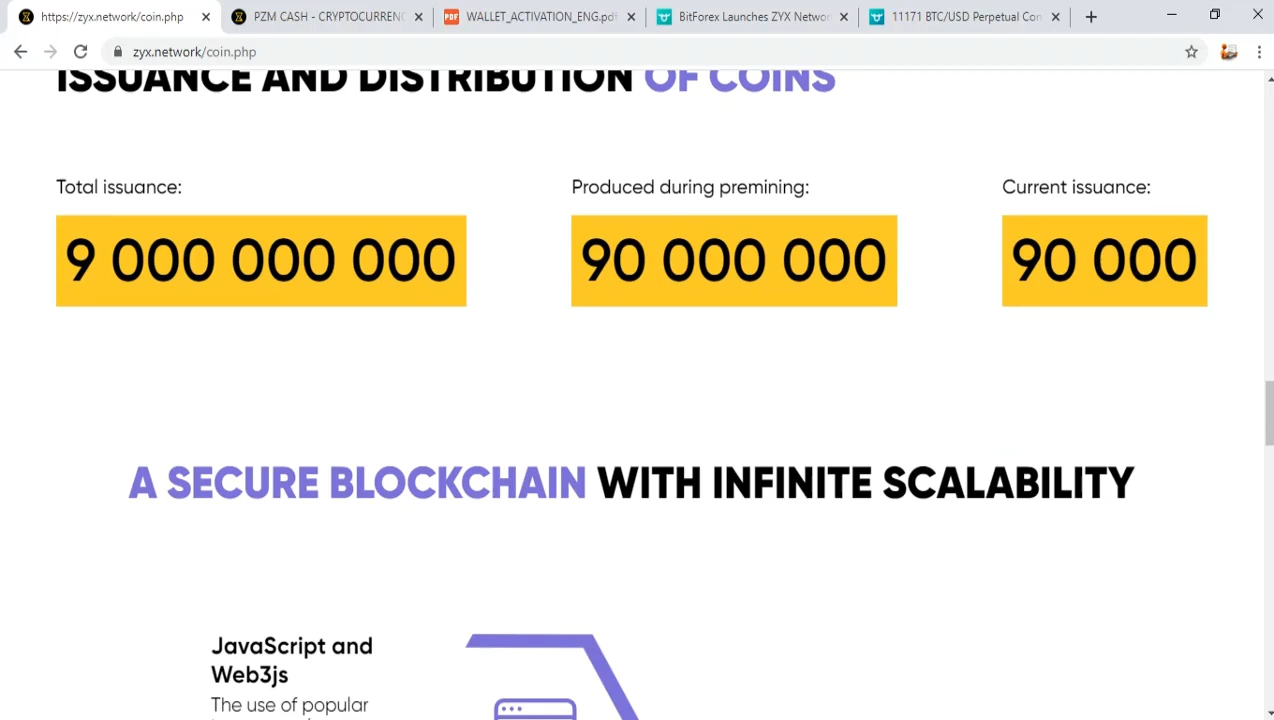 https://zyx.network/coin.php
PZM CASH - CRYPTOCURRENC
WALLET_ACTIVATION_ENG.pdf
BitForex Launches ZYX Network
11171 BTC/USD Perpetual Con
zyx.network/coin.php
ISSUANCE AND DISTRIBUTION OF COINS
Total issuance:
Produced during premining:
Current issuance:
9 000 000 000
90 000 000
90 000
A SECURE BLOCKCHAIN WITH INFINITE SCALABILITY
JavaScript and
Web3js
The use of popular